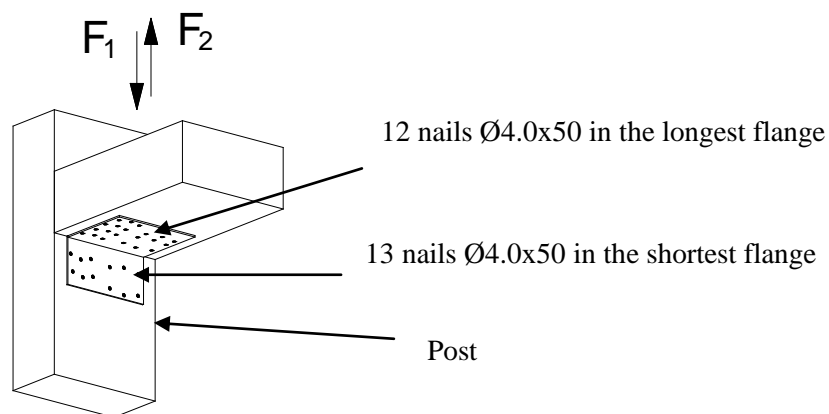 F1
F2
12 nails Ø4.0x50 in the longest flange
13 nails Ø4.0x50 in the shortest flange
Post